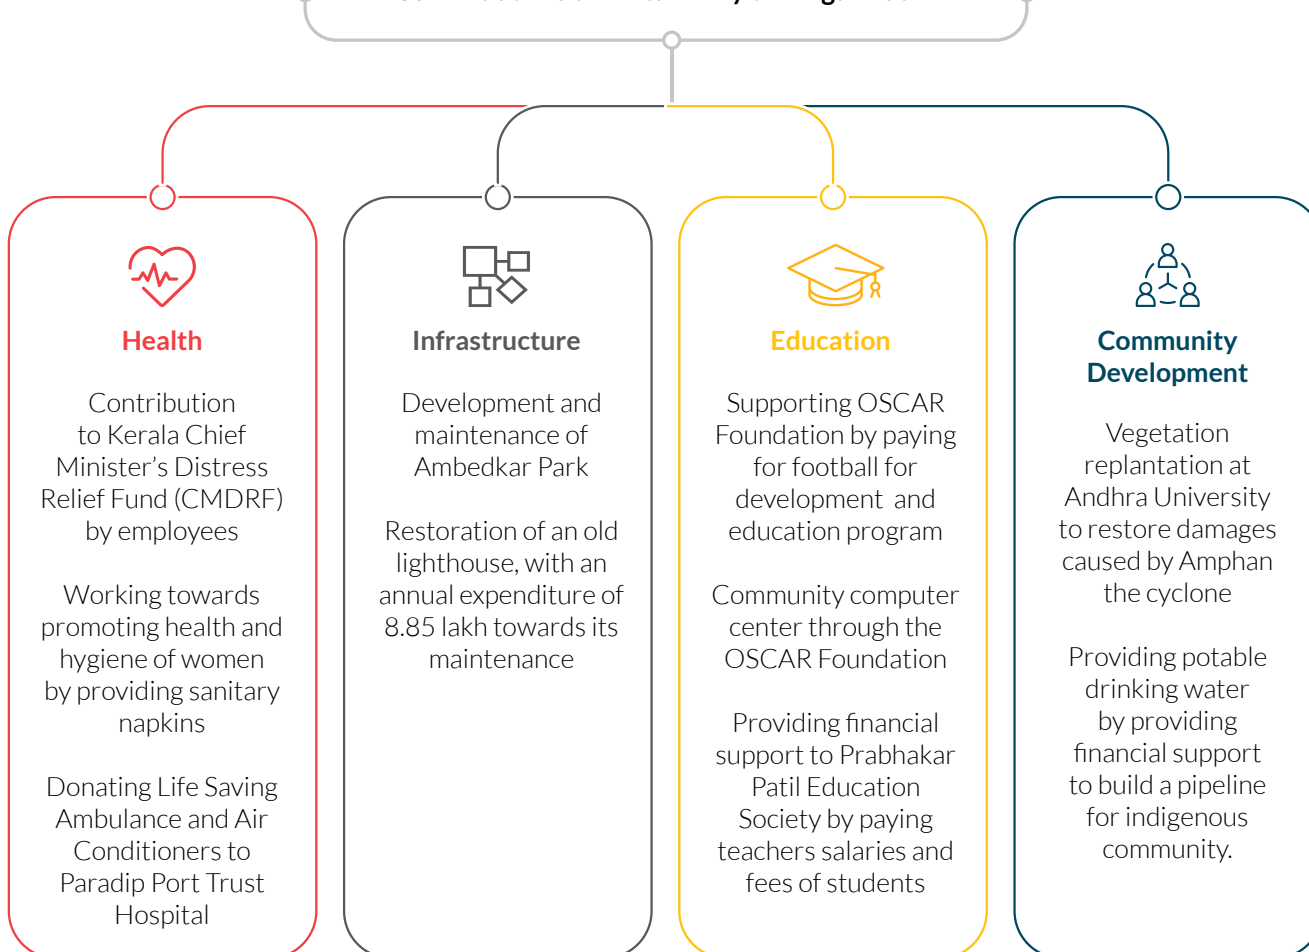 Health
Contribution
to Kerala Chief
Minister's Distress
Relief Fund (CMDRF)
by employees
Working towards
promoting health and
hygiene of women
by providing sanitary
napkins
Donating Life Saving
Ambulance and Air
Conditioners to
Paradip Port Trust
Hospital
Infrastructure
Development and
maintenance of
Ambedkar Park
Restoration of an old
lighthouse, with an
annual expenditure of
8.85 lakh towards its
maintenance
Education
Supporting OSCAR
Foundation by paying
for football for
development and
education program
Community computer
center through the
OSCAR Foundation
Providing financial
support to Prabhakar
Patil Education
Society by paying
teachers salaries and
fees of students
Community
Development
Vegetation
replantation at
Andhra University
to restore damages
caused by Amphan
the cyclone
Providing potable
drinking water
by providing
financial support
to build a pipeline
for indigenous
community.